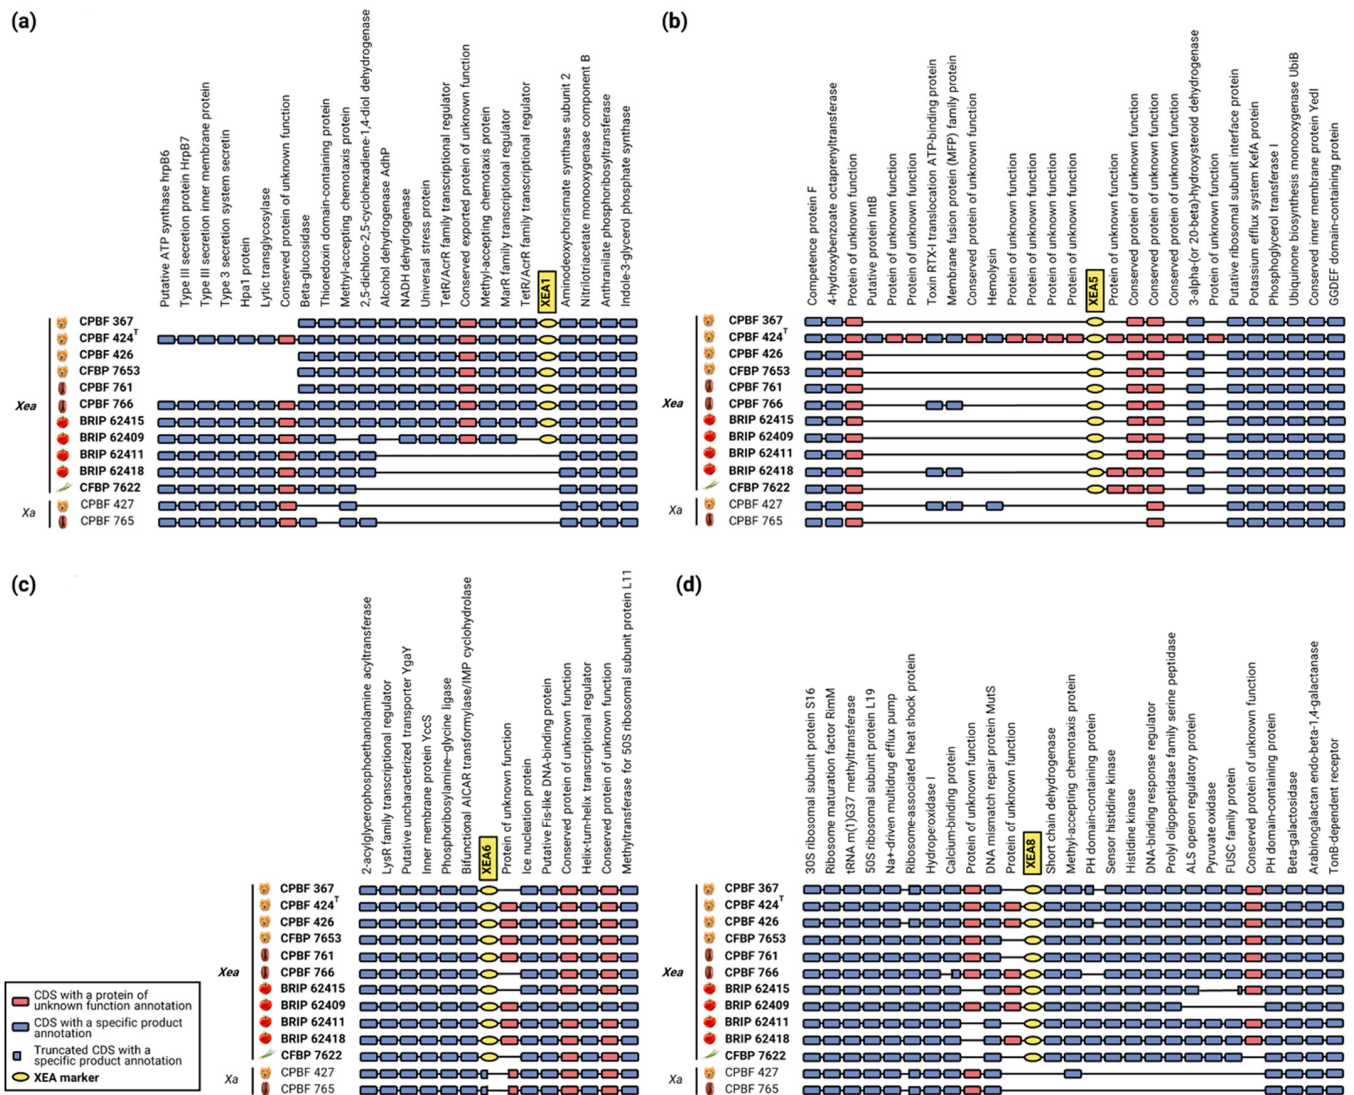 (a)
Putative ATP synthase hrpB6
Type III secretion protein HrpB7
Type III secretion inner membrane protein
Type 3 secretion system secretin
Hpa1 protein
Lytic transglycosylase
Conserved protein of unknown function
Beta-glucosidase
Thioredoxin domain-containing protein
Methyl-accepting chemotaxis protein
2,5-dichloro-2,5-cyclohexadiene-1,4-diol dehydrogenase
Alcohol dehydrogenase AdhP
NADH dehydrogenase
Universal stress protein
TetR/AcrR family transcriptional regulator
Conserved exported protein of unknown function
Methyl-accepting chemotaxis protein
MarR family transcriptional regulator
TetR/AcrR family transcriptional regulator
XEA1
Aminodeoxychorismate synthase subunit 2
Nitrilotriacetate monooxygenase component B
Anthranilate phosphoribosyltransferase
Indole-3-glycerol phosphate synthase
Xea
Xa
CPBF 367
CPBF 424T
CPBF 426
CFBP 7653
CPBF 761
CPBF 766
BRIP 62415
BRIP 62409
BRIP 62411
BRIP 62418
CFBP 7622
CPBF 427
CPBF 765
(b)
Competence protein F
4-hydroxybenzoate octaprenyltransferase
Protein of unknown function
Putative protein IntB
Protein of unknown function
Protein of unknown function
Toxin RTX-I translocation ATP-binding protein
Membrane fusion protein (MFP) family protein
Conserved protein of unknown function
Hemolysin
Protein of unknown function
Protein of unknown function
Protein of unknown function
Protein of unknown function
XEA5
Protein of unknown function
Conserved protein of unknown function
Conserved protein of unknown function
Conserved protein of unknown function
3-alpha-(or 20-beta)-hydroxysteroid dehydrogenase
Protein of unknown function
Putative ribosomal subunit interface protein
Potassium efflux system KefA protein
Phosphoglycerol transferase I
Ubiquinone biosynthesis monooxygenase UbiB
Conserved inner membrane protein YedI
GGDEF domain-containing protein
Xea
Xa
CPBF 367
CPBF 424T
CPBF 426
CFBP 7653
CPBF 761
CPBF 766
BRIP 62415
BRIP 62409
BRIP 62411
BRIP 62418
CFBP 7622
CPBF 427
CPBF 765
(c)
2-acylglycerophosphoethanolamine acyltransferase
LysR family transcriptional regulator
Putative uncharacterized transporter YgaY
Inner membrane protein YccS
Phosphoribosylamine-glycine ligase
Bifunctional AICAR transformylase/IMP cyclohydrolase
XEA6
Protein of unknown function
Ice nucleation protein
Putative Fis-like DNA-binding protein
Conserved protein of unknown function
Helix-turn-helix transcriptional regulator
Conserved protein of unknown function
Methyltransferase for 50S ribosomal subunit protein L11
Xea
Xa
CPBF 367
CPBF 424T
CPBF 426
CFBP 7653
CPBF 761
CPBF 766
BRIP 62415
BRIP 62409
BRIP 62411
BRIP 62418
CFBP 7622
CPBF 427
CPBF 765
CDS with a protein of
unknown function annotation
CDS with a specific product
annotation
Truncated CDS with a
specific product annotation
XEA marker
(d)
30S ribosomal subunit protein S16
Ribosome maturation factor RimM
tRNA m(1)G37 methyltransferase
50S ribosomal subunit protein L19
Na+-driven multidrug efflux pump
Ribosome-associated heat shock protein
Hydroperoxidase I
Calcium-binding protein
Protein of unknown function
DNA mismatch repair protein MutS
Protein of unknown function
XEA8
Short chain dehydrogenase
Methyl-accepting chemotaxis protein
PH domain-containing protein
Sensor histidine kinase
Histidine kinase
DNA-binding response regulator
Prolyl oligopeptidase family serine peptidase
ALS operon regulatory protein
Pyruvate oxidase
FUSC family protein
Conserved protein of unknown function
PH domain-containing protein
Beta-galactosidase
Arabinogalactan endo-beta-1,4-galactanase
TonB-dependent receptor
Xea
Xa
CPBF 367
CPBF 424T
CPBF 426
CFBP 7653
CPBF 761
CPBF 766
BRIP 62415
BRIP 62409
BRIP 62411
BRIP 62418
CFBP 7622
CPBF 427
CPBF 765